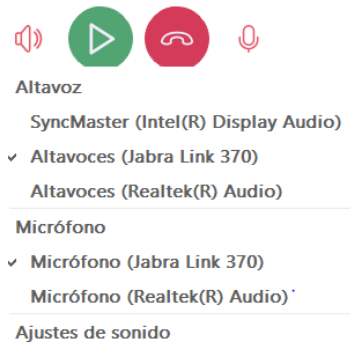 Altavoz
SyncMaster (Intel(R) Display Audio)
Altavoces (Jabra Link 370)
Altavoces (Realtek(R) Audio)
Micrófono
Micrófono (Jabra Link 370)
Micrófono (Realtek(R) Audio)
Ajustes de sonido